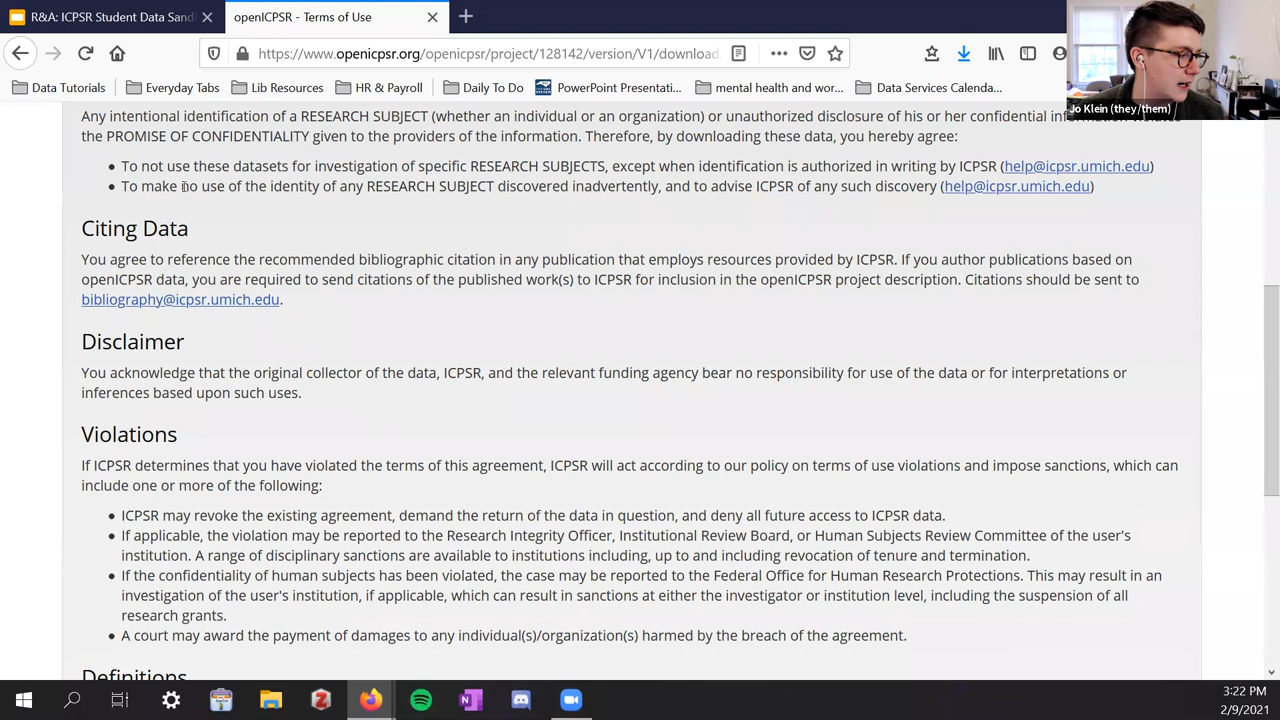 R&A: ICPSR Student Data Sand
openICPSR - Terms of Use
https://www.openicpsr.org/openicpsr/project/128142/version/V1/download
Data Tutorials
Everyday Tabs
Lib Resources
HR & Payroll
Daily To Do
PowerPoint Presentati...
mental health and wor...
Data Services Calenda...
Jo Klein (they/them)
Any intentional identification of a RESEARCH SUBJECT (whether an individual or an organization) or unauthorized disclosure of his or her confidential
the PROMISE OF CONFIDENTIALITY given to the providers of the information. Therefore, by downloading these data, you hereby agree:
To not use these datasets for investigation of specific RESEARCH SUBJECTS, except when identification is authorized in writing by ICPSR (help@icpsr.umich.edu)
To make no use of the identity of any RESEARCH SUBJECT discovered inadvertently, and to advise ICPSR of any such discovery (help@icpsr.umich.edu)
Citing Data
You agree to reference the recommended bibliographic citation in any publication that employs resources provided by ICPSR. If you author publications based on
openICPSR data, you are required to send citations of the published work(s) to ICPSR for inclusion in the openICPSR project description. Citations should be sent to
bibliography@icpsr.umich.edu.
Disclaimer
You acknowledge that the original collector of the data, ICPSR, and the relevant funding agency bear no responsibility for use of the data or for interpretations or
inferences based upon such uses.
Violations
If ICPSR determines that you have violated the terms of this agreement, ICPSR will act according to our policy on terms of use violations and impose sanctions, which can
include one or more of the following:
ICPSR may revoke the existing agreement, demand the return of the data in question, and deny all future access to ICPSR data.
If applicable, the violation may be reported to the Research Integrity Officer, Institutional Review Board, or Human Subjects Review Committee of the user's
institution. A range of disciplinary sanctions are available to institutions including, up to and including revocation of tenure and termination.
If the confidentiality of human subjects has been violated, the case may be reported to the Federal Office for Human Research Protections. This may result in an
investigation of the user's institution, if applicable, which can result in sanctions at either the investigator or institution level, including the suspension of all
research grants.
A court may award the payment of damages to any individual(s)/organization(s) harmed by the breach of the agreement.
Definitions
3:22 PM
2/9/2021